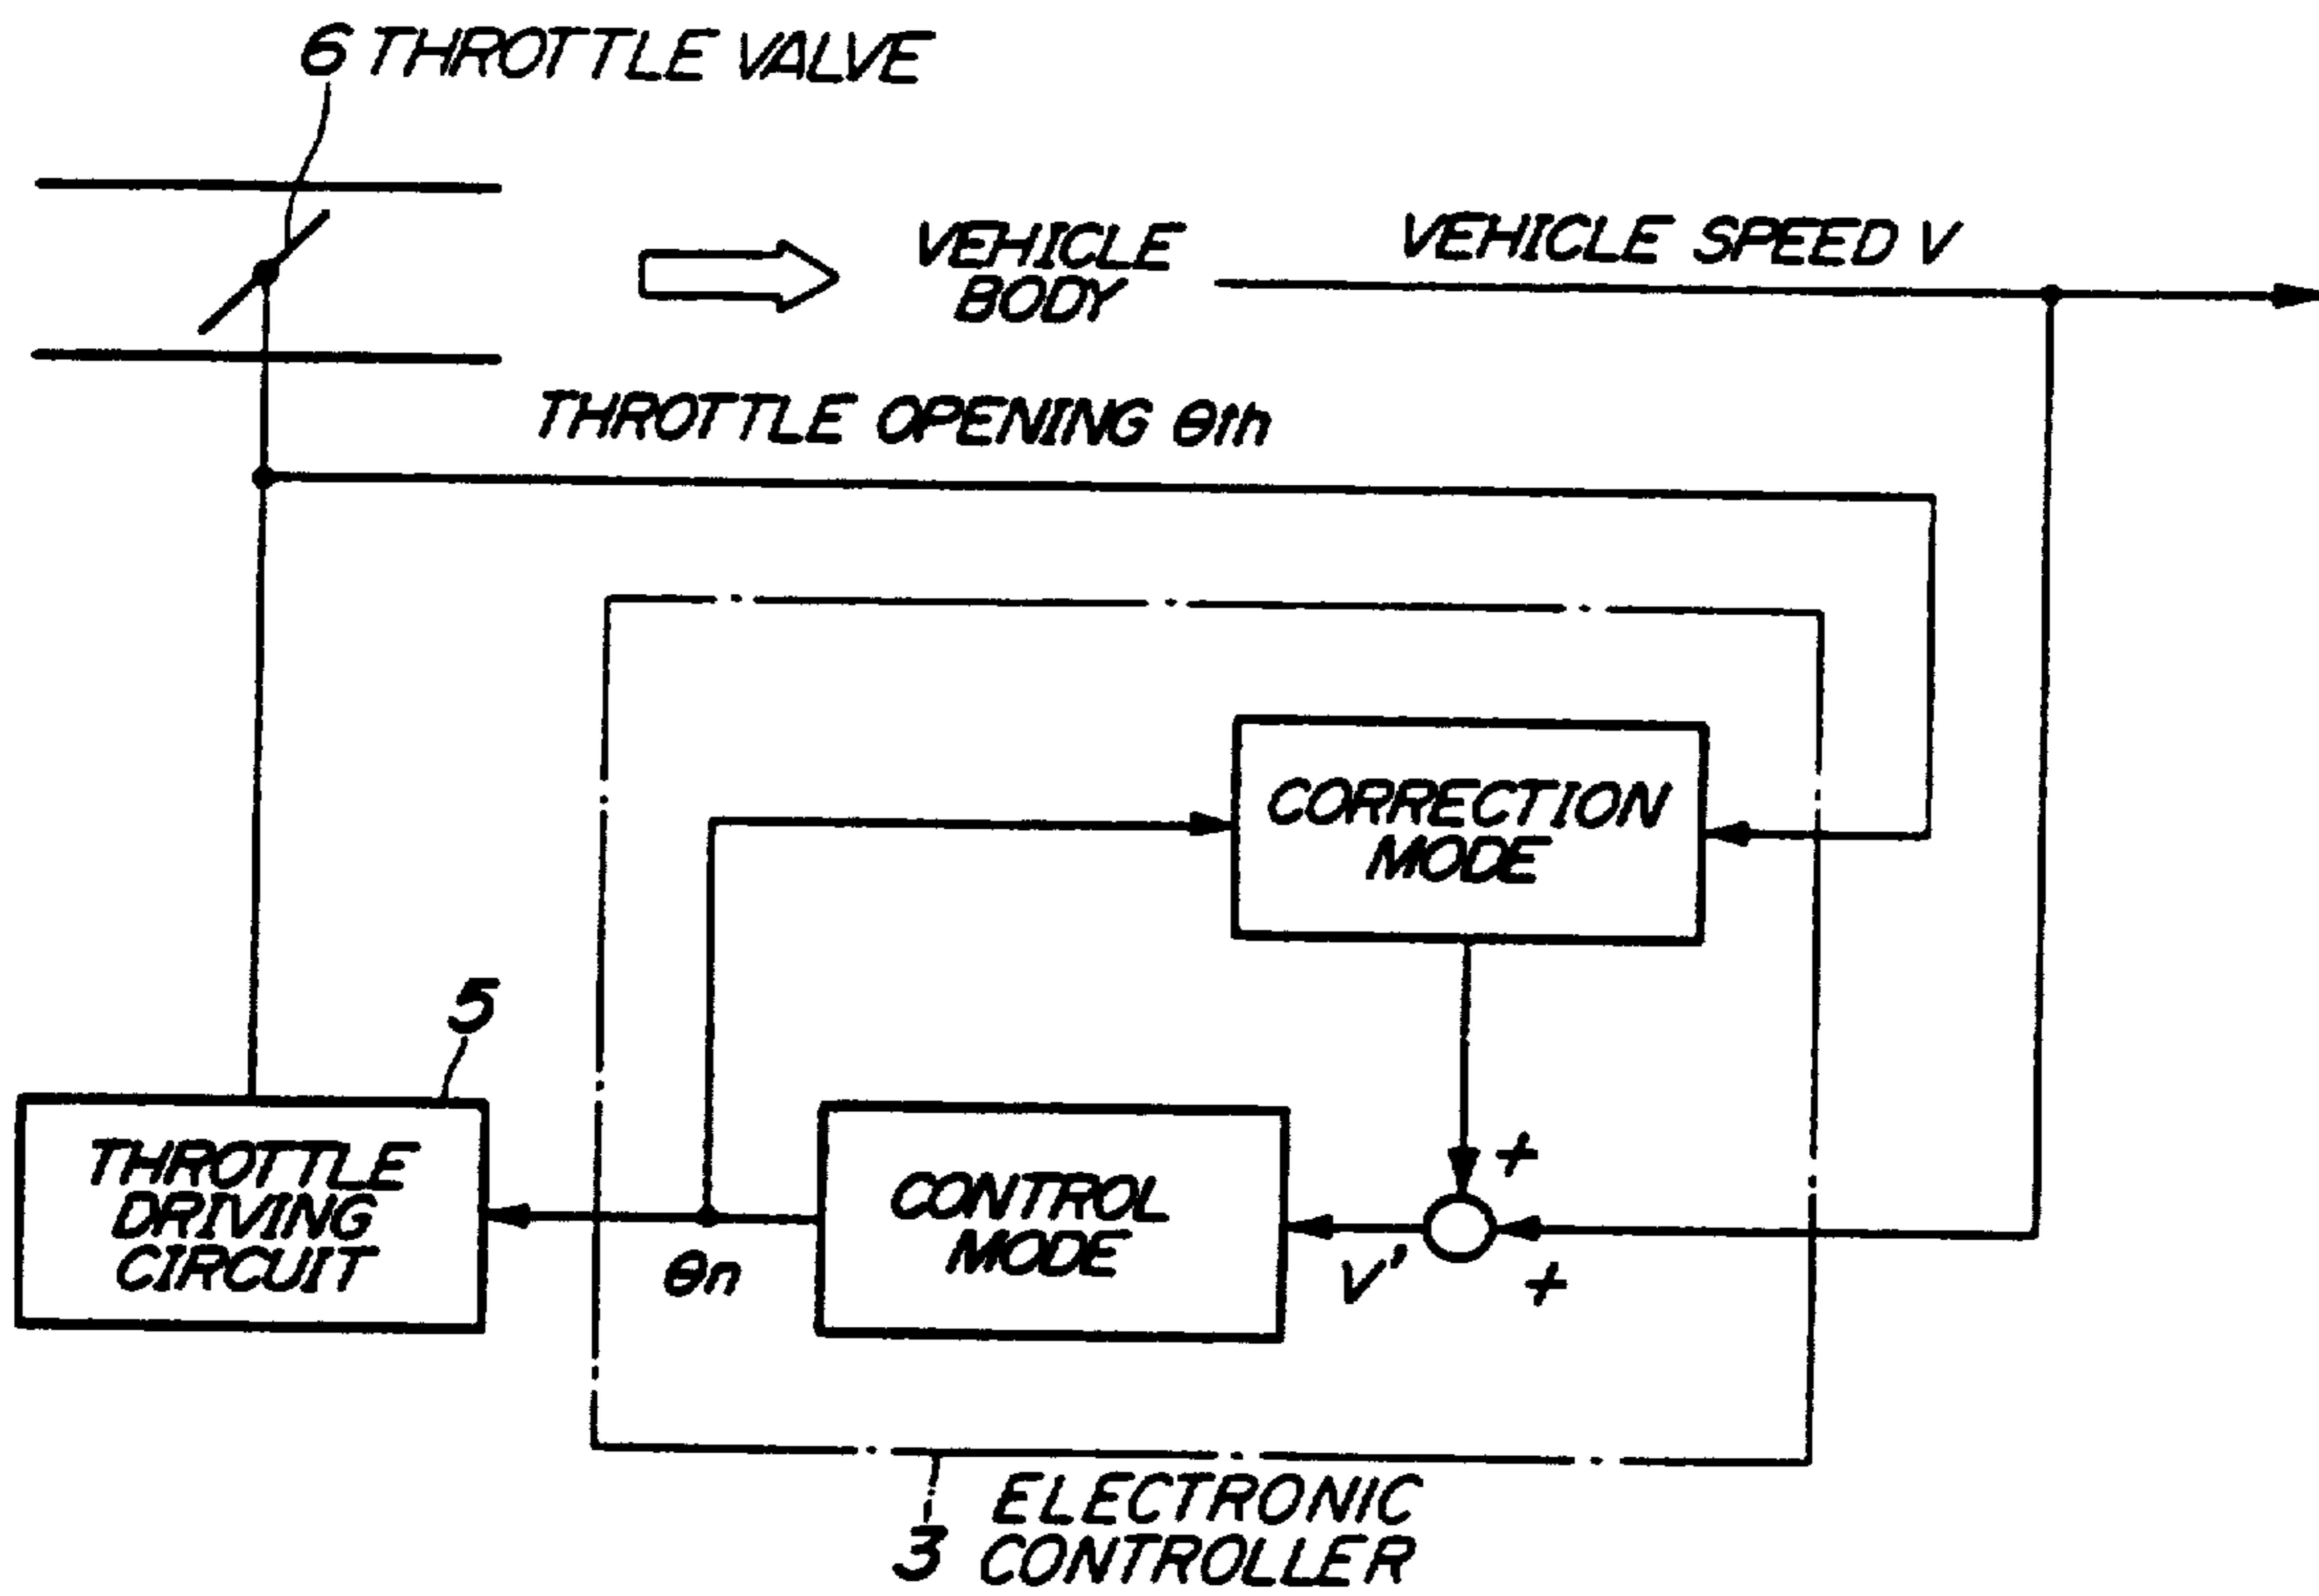 6 THROTTLE VALVE
VEHICLE
BODY
VEHICLE SPEED V
THROTTLE OPENING θth
CORRECTION
MODE
5
THROTTLE
DRIVING
CIRCUIT
θn
CONTROL
MODE
V'
+
+
3 ELECTRONIC
CONTROLLER